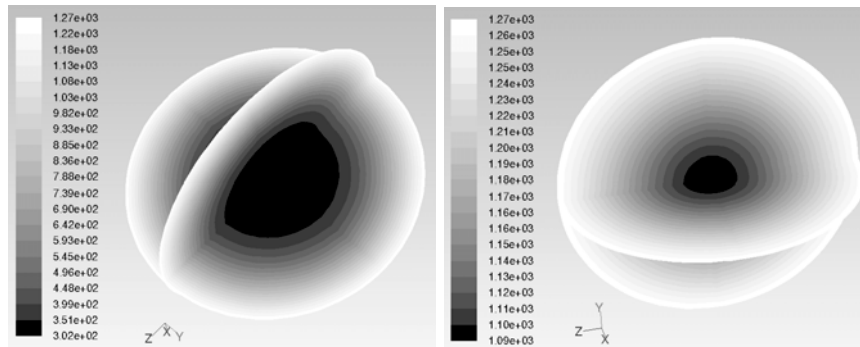 1.27e+03
1.22e+03
1.18e+03
1.13e+03
1.08e+03
1.03e+03
9.82e+02
9.33e+02
8.85e+02
8.36e+02
7.88e+02
7.39e+02
6.90e+02
6.42e+02
5.93e+02
5.45e+02
4.96e+02
4.48e+02
3.99e+02
3.51e+02
3.02e+02
Z X Y
1.27e+03
1.26e+03
1.25e+03
1.25e+03
1.24e+03
1.23e+03
1.22e+03
1.21e+03
1.20e+03
1.19e+03
1.18e+03
1.17e+03
1.16e+03
1.16e+03
1.15e+03
1.14e+03
1.13e+03
1.12e+03
1.11e+03
1.10e+03
1.09e+03
Y
Z
X